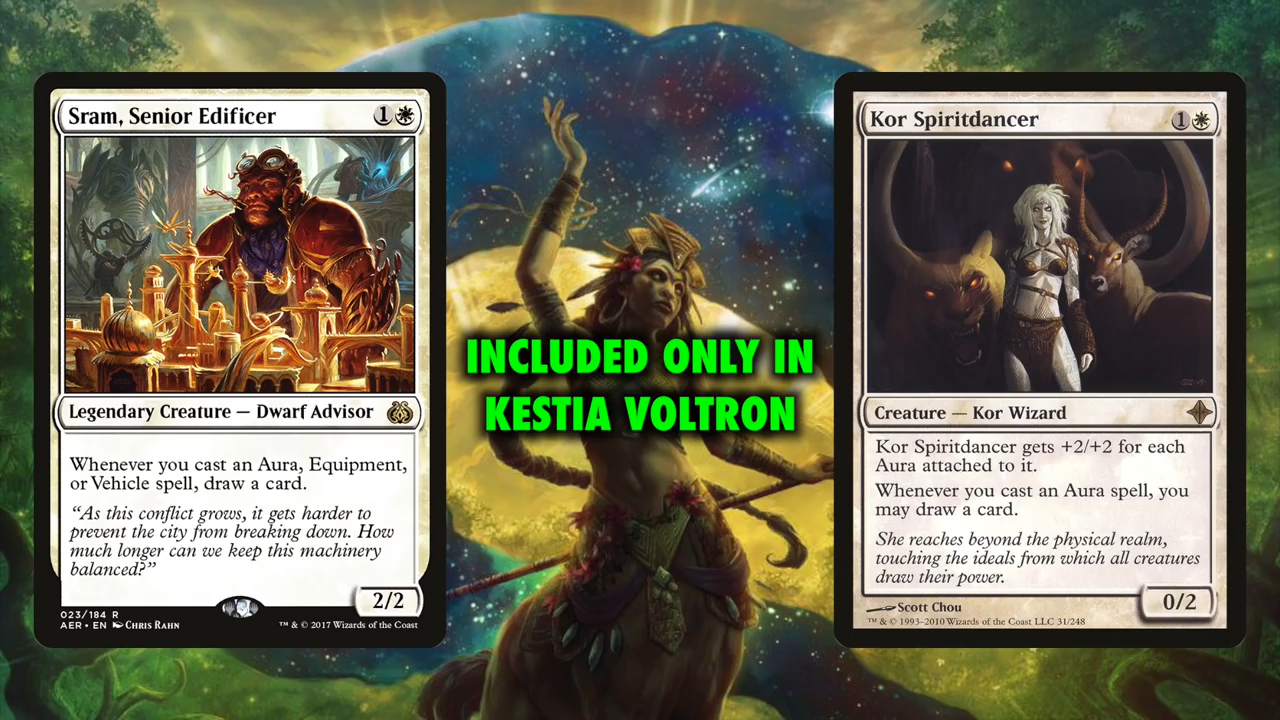 Sram, Senior Edificer
1
Legendary Creature — Dwarf Advisor
Whenever you cast an Aura, Equipment,
or Vehicle spell, draw a card.
“As this conflict grows, it gets harder to
prevent the city from breaking down. How
much longer can we keep this machinery
balanced?”
2/2
023/184 R
AER • EN Chris Rahn
™ & © 2017 Wizards of the Coast
INCLUDED ONLY IN
KESTIA VOLTRON
Kor Spiritdancer
1
Creature — Kor Wizard
Kor Spiritdancer gets +2/+2 for each
Aura attached to it.
Whenever you cast an Aura spell, you
may draw a card.
She reaches beyond the physical realm,
touching the ideals from which all creatures
draw their power.
0/2
Scott Chou
™ & © 1993–2010 Wizards of the Coast LLC 31/248